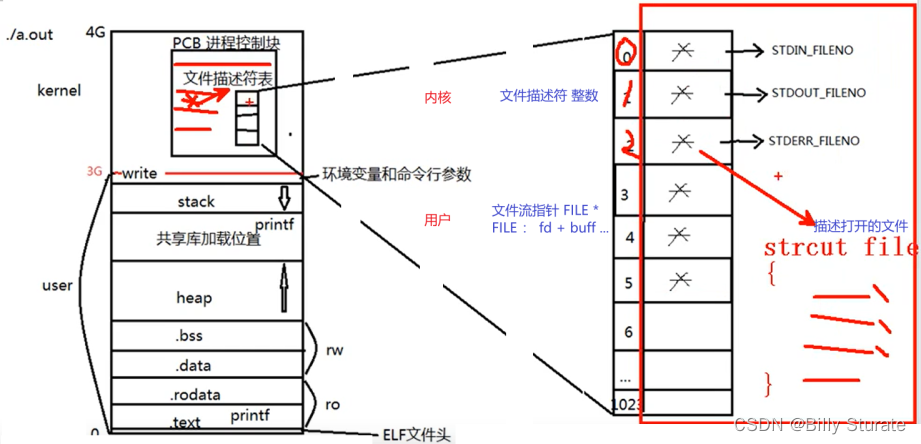 ./a.out
4G
PCB 进程控制块
文件描述符表
kernel
3G
~write
环境变量和命令行参数
stack
printf
共享库加载位置
user
heap
.bss
.data
rw
.rodata
.text
printf
ro
0
ELF文件头
内核
文件描述符 整数
用户
文件流指针 FILE *
FILE : fd + buff ...
0
STDIN_FILENO
1
STDOUT_FILENO
2
STDERR_FILENO
3
4
5
6
...
1023
描述打开的文件
strcut file
{
}
CSDN @Billy Sturate